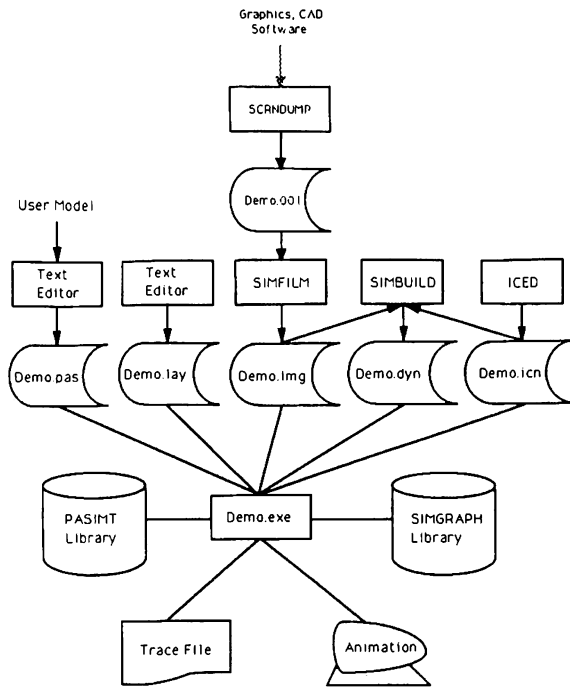 Graphics, CAD
Software
SCRNDUMP
Demo.001
User Model
Text
Editor
Text
Editor
SIMFILM
SIMBUILD
ICED
Demo.pas
Demo.lay
Demo.img
Demo.dyn
Demo.icn
PASIMT
Library
Demo.exe
SIMGRAPH
Library
Trace File
Animation